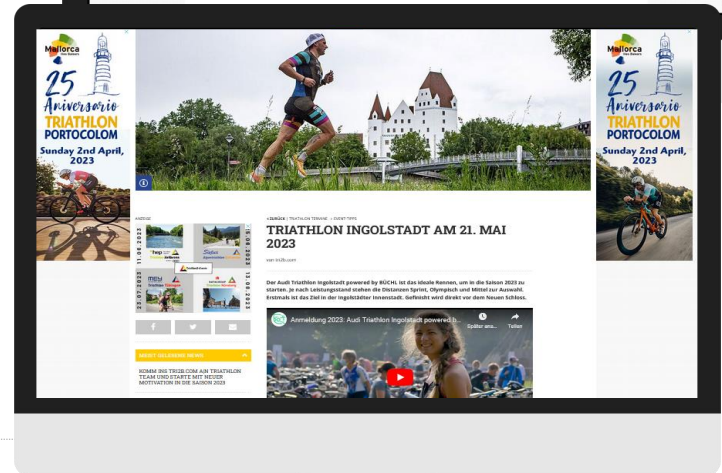 Mallorca
25
Aniversario
TRIATHLON
PORTOCOLOM
Sunday 2nd April,
2023
Mallorca
25
Aniversario
TRIATHLON
PORTOCOLOM
Sunday 2nd April,
2023
ANZEIGE
« ZURÜCK | TRIATHLON TERMINE » EVENT-TIPPS
TRIATHLON INGOLSTADT AM 21. MAI
2023
von tri2b.com
Der Audi Triathlon Ingolstadt powered by BÜCHL ist das ideale Rennen, um in die Saison 2023 zu
starten. Je nach Leistungsstand stehen die Distanzen Sprint, Olympisch und Mittel zur Auswahl.
Erstmals ist das Ziel in der Ingolstädter Innenstadt. Gefinisht wird direkt vor dem Neuen Schloss.
Anmeldung 2023: Audi Triathlon Ingolstadt powered b...
Später ans...
Teilen
MEIST GELESENE NEWS
KOMM INS TRI2B.COM A|N TRIATHLON
TEAM UND STARTE MIT NEUER
MOTIVATION IN DIE SAISON 2023